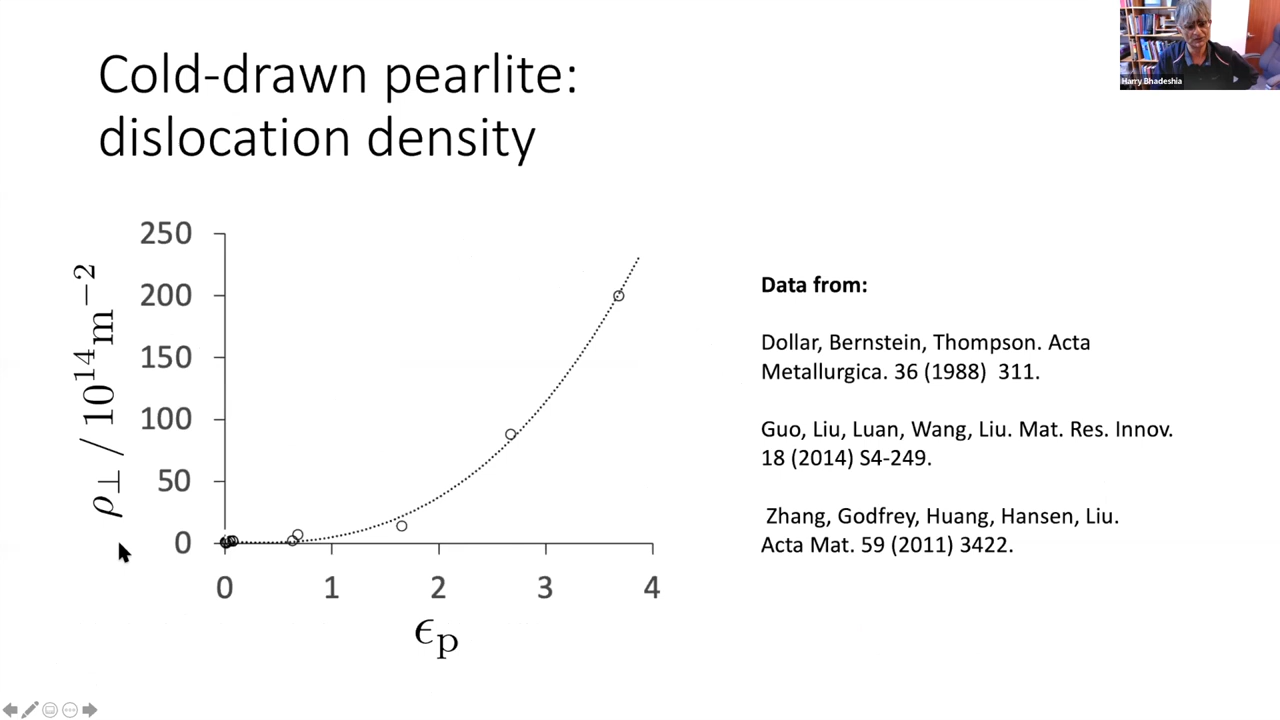 Cold-drawn pearlite:
dislocation density
Harry Bhadeshia
250
200
150
100
50
0
ρ⊥ / 10¹⁴m⁻²
0 1 2 3 4
ϵp
Data from:
Dollar, Bernstein, Thompson. Acta
Metallurgica. 36 (1988) 311.
Guo, Liu, Luan, Wang, Liu. Mat. Res. Innov.
18 (2014) S4-249.
Zhang, Godfrey, Huang, Hansen, Liu.
Acta Mat. 59 (2011) 3422.